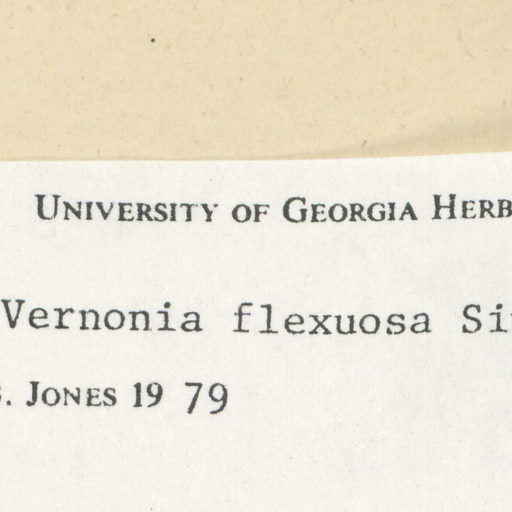 UNIVERSITY OF GEORGIA HERB
Vernonia flexuosa Si
. JONES 19 79